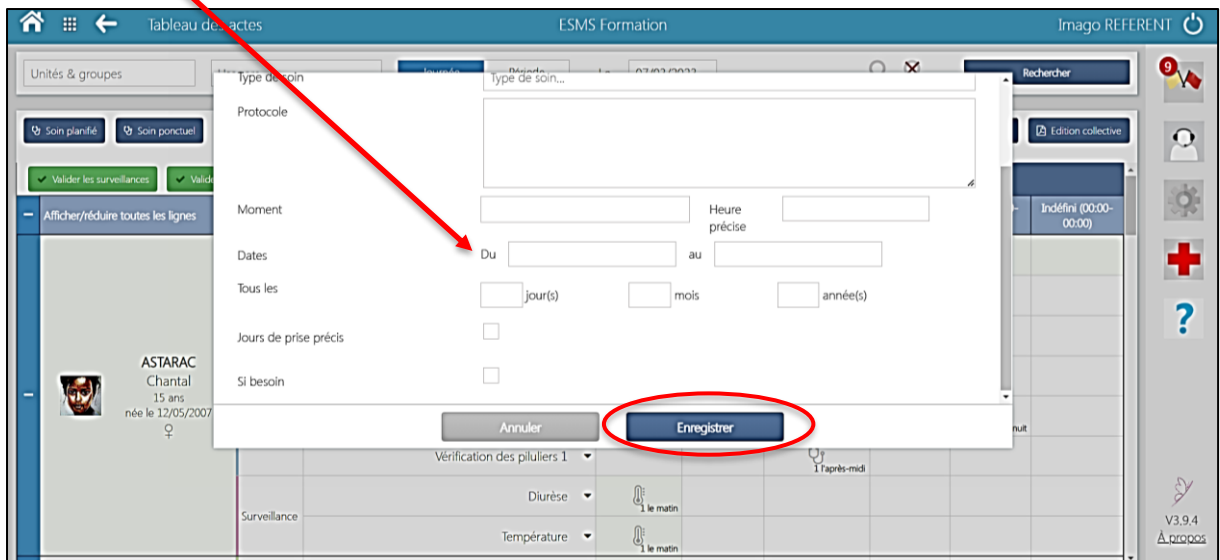 Tableau de actes
ESMS Formation
Imago REFERENT
Unités & groupes
Rechercher
9
Type de soin
Type de soin...
Soin planifié
Soin ponctuel
Protocole
Edition collective
Valider les surveillances
Afficher/réduire toutes les lignes
Moment
Heure précise
Indéfini (00:00-
00:00)
Dates
Du
au
Tous les
jour(s)
mois
année(s)
Jours de prise précis
Si besoin
ASTARAC
Chantal
15 ans
née le 12/05/2007
Annuler
Enregistrer
nuit
Vérification des piluliers 1
1 l'après-midi
Surveillance
Diurèse
1 le matin
Température
1 le matin
?
V3.9.4
À propos